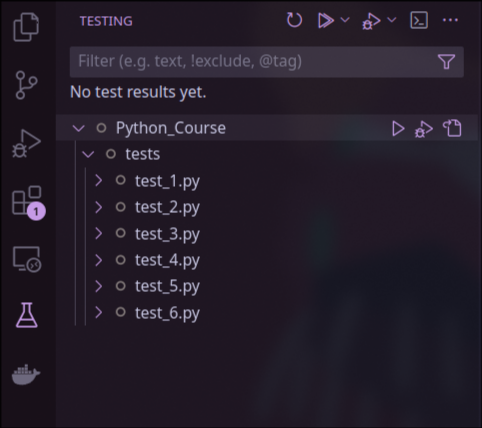 TESTING
Filter (e.g. text, !exclude, @tag)
No test results yet.
Python_Course
tests
test_1.py
test_2.py
test_3.py
1
test_4.py
test_5.py
test_6.py